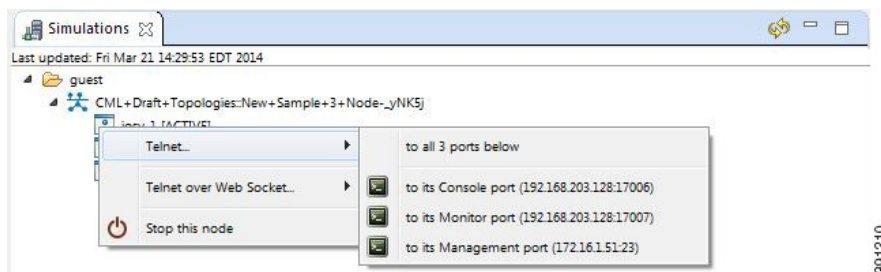 Simulations
Last updated: Fri Mar 21 14:29:53 EDT 2014
guest
CML+Draft+Topologies::New+Sample+3+Node-_yNK5j
iosv-1 [ACTIVE]
Telnet...
to all 3 ports below
Telnet over Web Socket...
to its Console port (192.168.203.128:17006)
to its Monitor port (192.168.203.128:17007)
Stop this node
to its Management port (172.16.1.51:23)